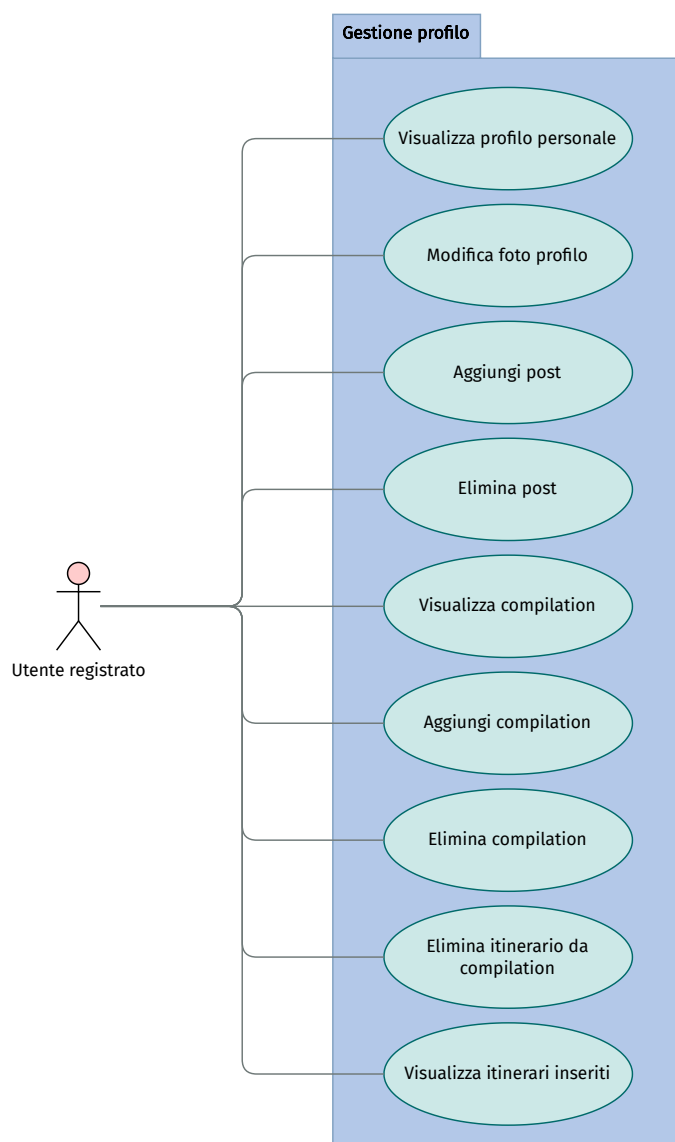 Gestione profilo
Visualizza profilo personale
Modifica foto profilo
Aggiungi post
Elimina post
Visualizza compilation
Utente registrato
Aggiungi compilation
Elimina compilation
Elimina itinerario da
compilation
Visualizza itinerari inseriti